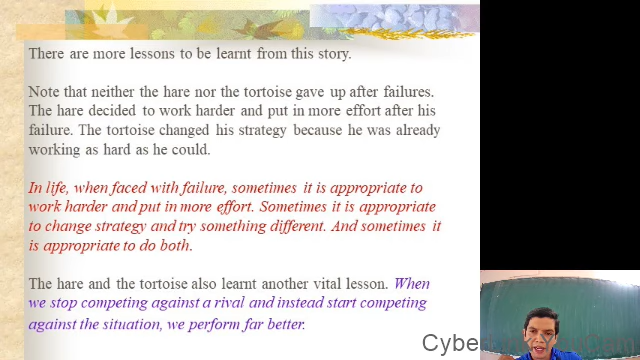 There are more lessons to be learnt from this story.
Note that neither the hare nor the tortoise gave up after failures.
The hare decided to work harder and put in more effort after his
failure. The tortoise changed his strategy because he was already
working as hard as he could.
In life, when faced with failure, sometimes it is appropriate to
work harder and put in more effort. Sometimes it is appropriate
to change strategy and try something different. And sometimes it
is appropriate to do both.
The hare and the tortoise also learnt another vital lesson. When
we stop competing against a rival and instead start competing
against the situation, we perform far better.